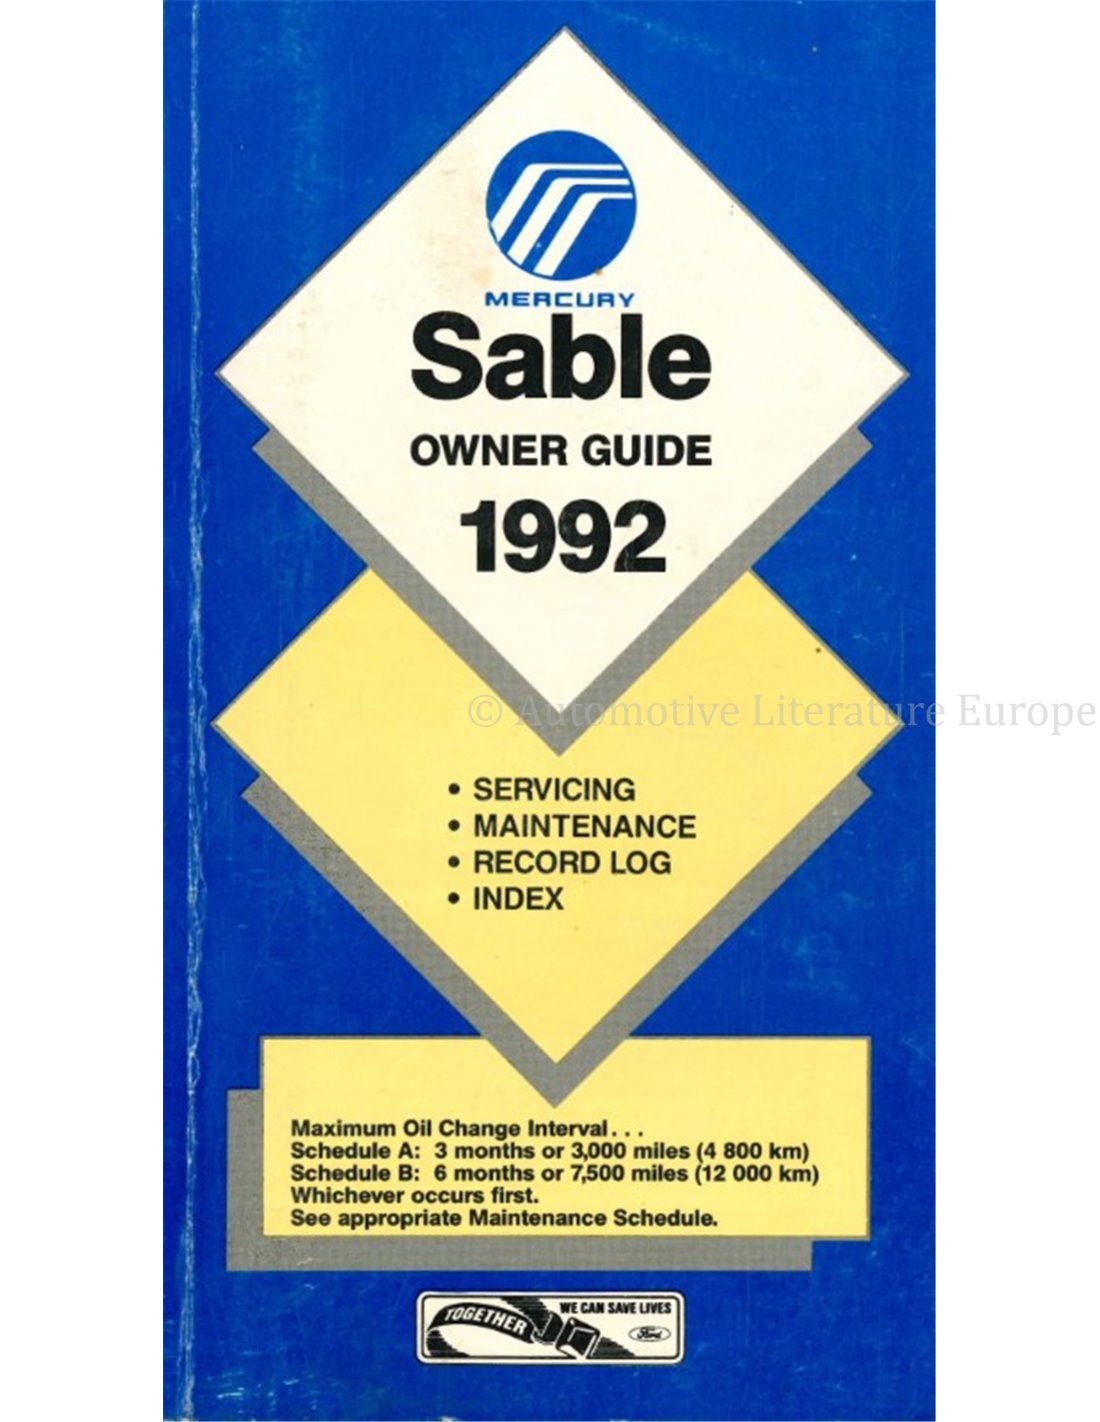 MERCURY
Sable
OWNER GUIDE
1992
© Automotive Literature Europe
• SERVICING
• MAINTENANCE
• RECORD LOG
• INDEX
Maximum Oil Change Interval...
Schedule A: 3 months or 3,000 miles (4 800 km)
Schedule B: 6 months or 7,500 miles (12 000 km)
Whichever occurs first.
See appropriate Maintenance Schedule.
TOGETHER
WE CAN SAVE LIVES
Ford